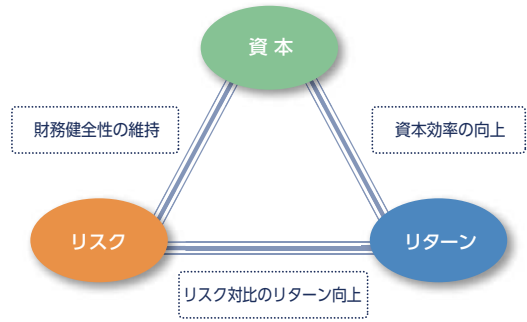 資本
財務健全性の維持
資本効率の向上
リスク
リターン
リスク対比のリターン向上